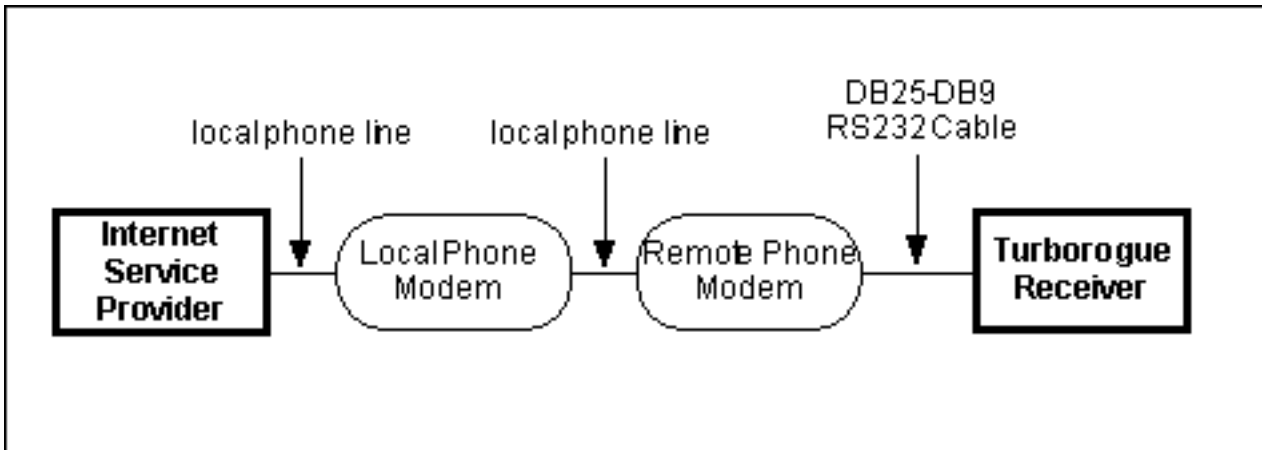 DB25-DB9
RS232 Cable
local phone line
local phone line
Internet
Service
Provider
Local Phone
Modem
Remote Phone
Modem
Turborogue
Receiver